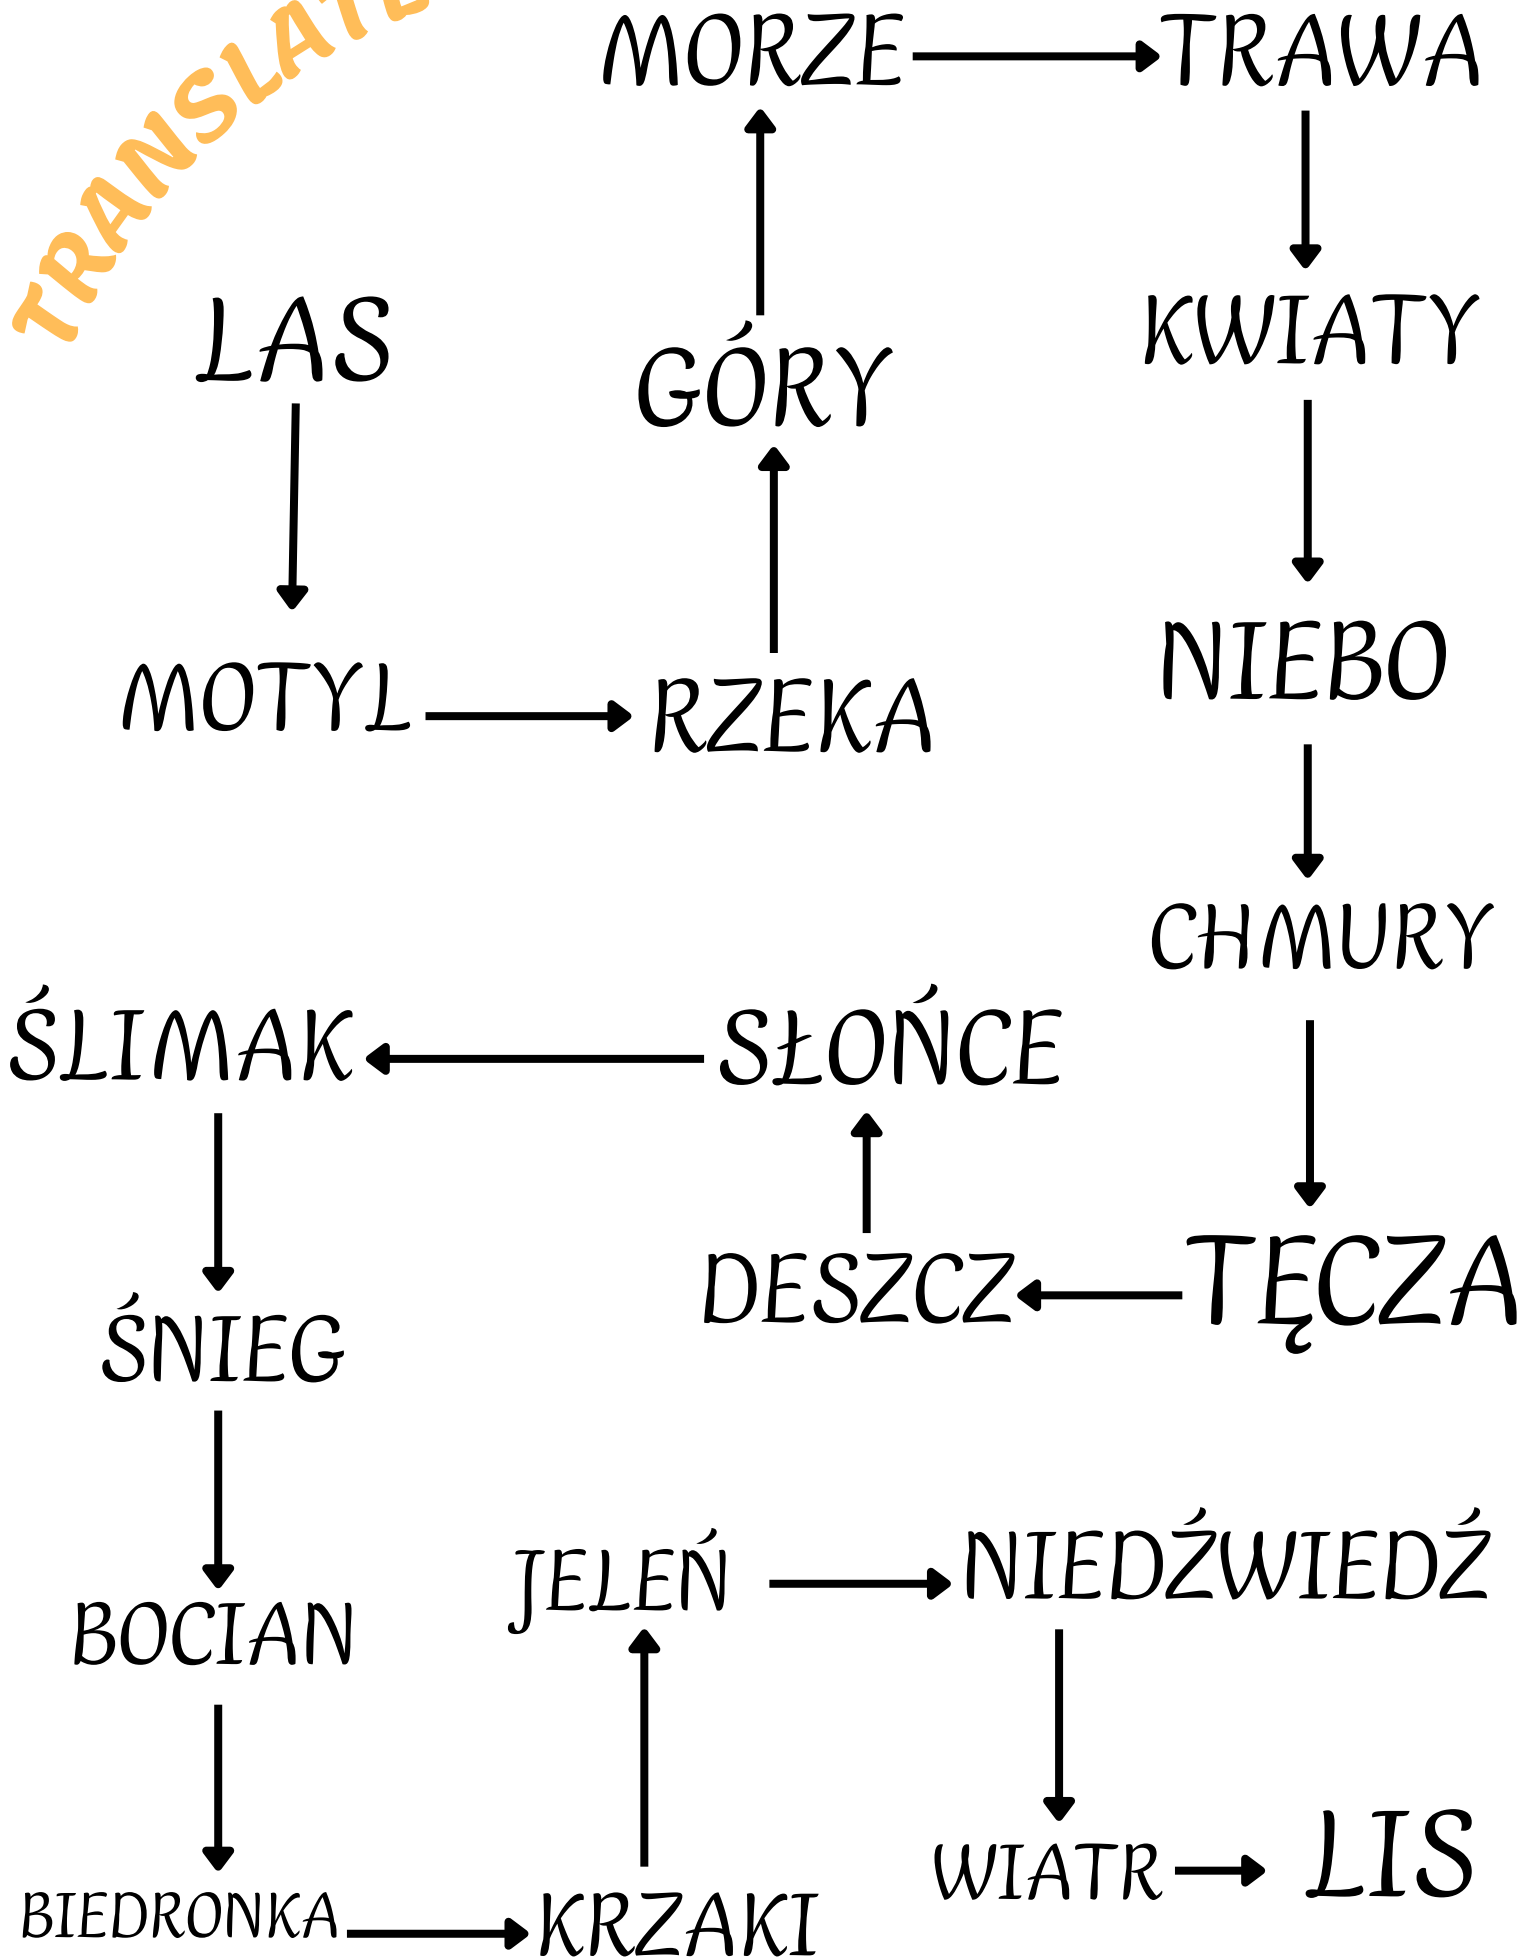 TRANSLATE
LAS
MOTYL
RZEKA
GÓRY
MORZE
TRAWA
KWIATY
NIEBO
CHMURY
TĘCZA
DESZCZ
SŁOŃCE
ŚLIMAK
ŚNIEG
BOCIAN
BIEDRONKA
KRZAKI
JELEŃ
NIEDŹWIEDŹ
WIATR
LIS